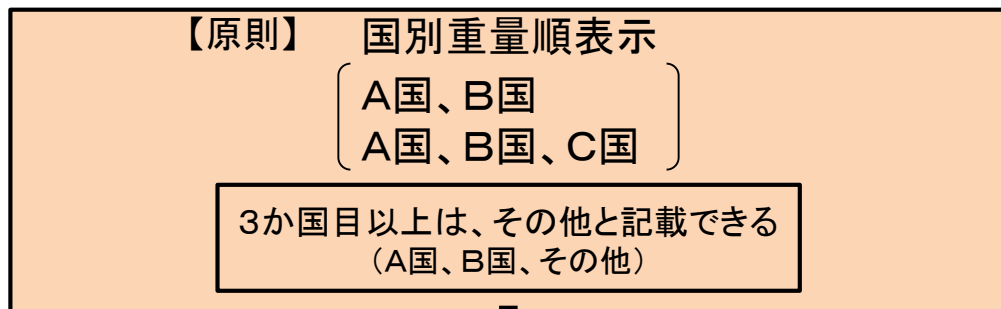 【原則】 国別重量順表示
A国、B国
A国、B国、C国
3か国目以上は、その他と記載できる
（A国、B国、その他）